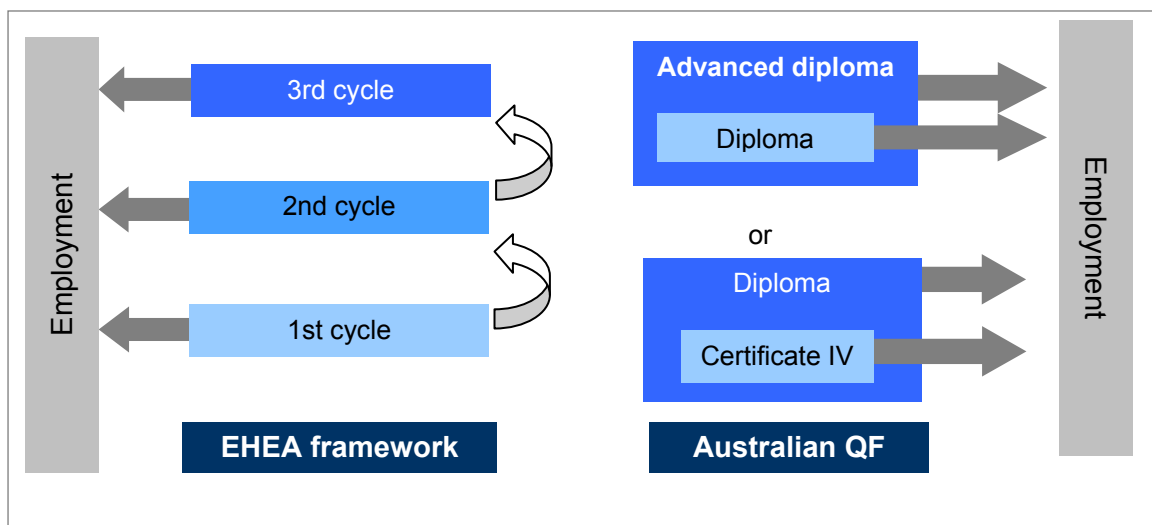 Employment
3rd cycle
2nd cycle
1st cycle
EHEA framework
Advanced diploma
Diploma
or
Diploma
Certificate IV
Australian QF
Employment